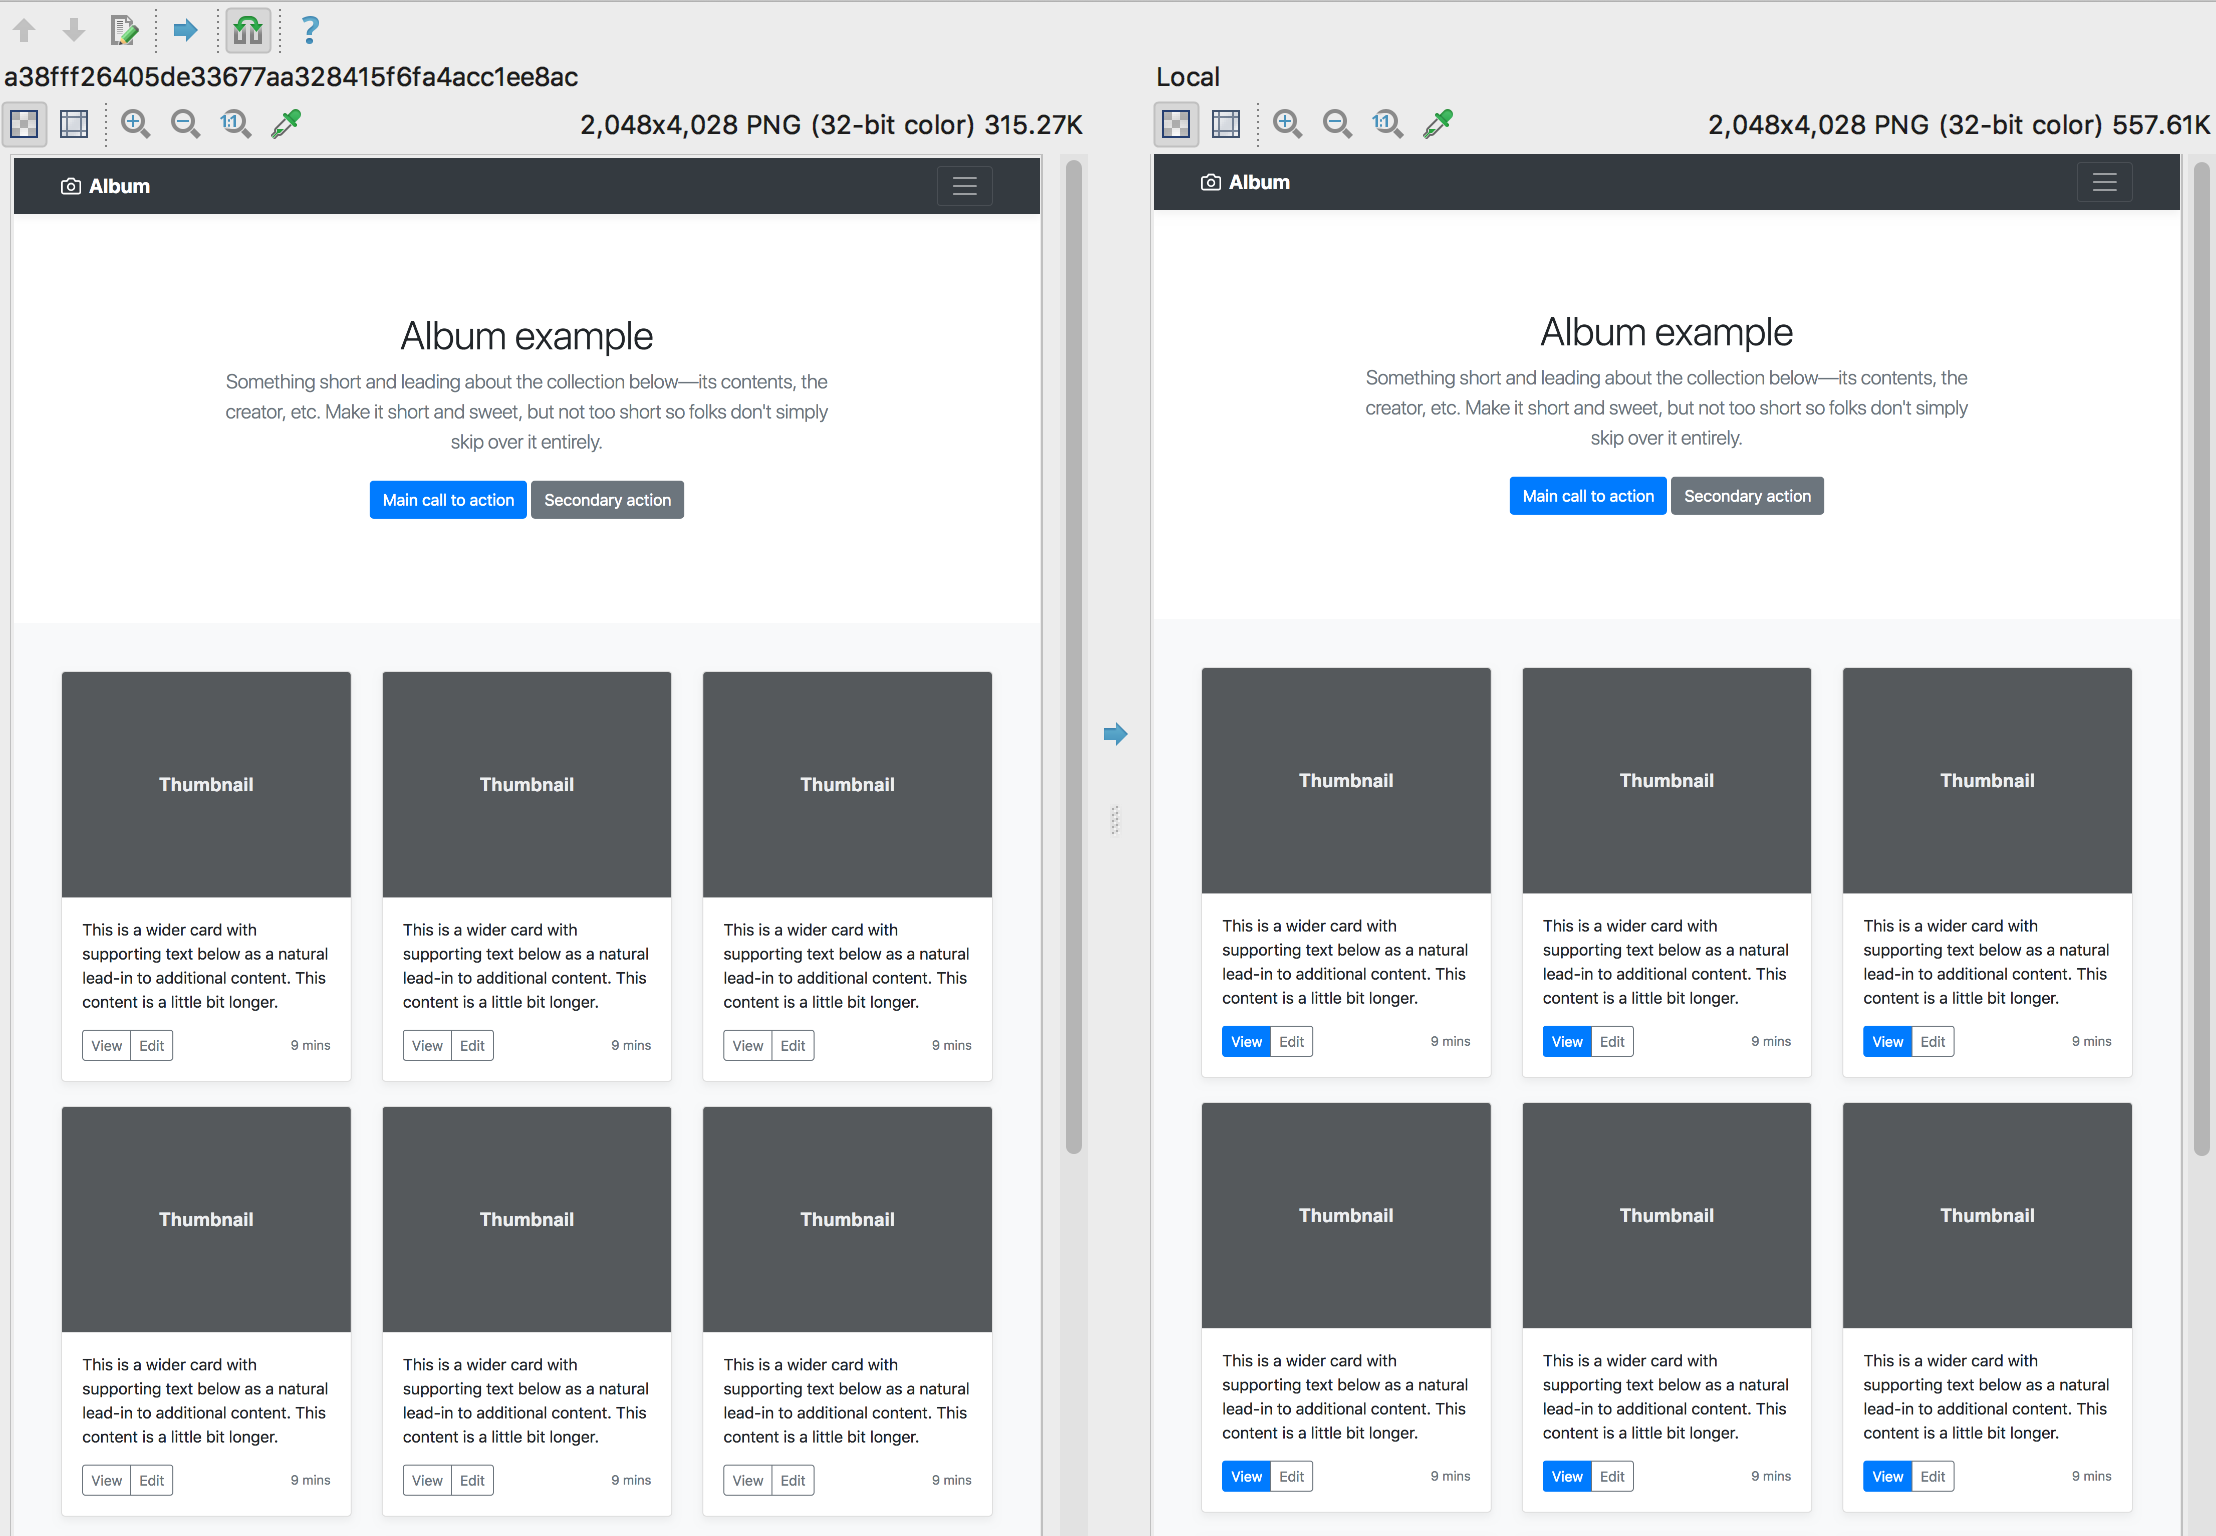 a38fff26405de33677aa328415f6fa4acc1ee8ac
1:1
2,048x4,028 PNG (32-bit color) 315.27K
Album
Album example
Something short and leading about the collection below—its contents, the
creator, etc. Make it short and sweet, but not too short so folks don't simply
skip over it entirely.
Main call to action Secondary action
Thumbnail Thumbnail Thumbnail
This is a wider card with This is a wider card with This is a wider card with
supporting text below as a natural supporting text below as a natural supporting text below as a natural
lead-in to additional content. This lead-in to additional content. This lead-in to additional content. This
content is a little bit longer. content is a little bit longer. content is a little bit longer.
View Edit 9 mins View Edit 9 mins View Edit 9 mins
Thumbnail Thumbnail Thumbnail
This is a wider card with This is a wider card with This is a wider card with
supporting text below as a natural supporting text below as a natural supporting text below as a natural
lead-in to additional content. This lead-in to additional content. This lead-in to additional content. This
content is a little bit longer. content is a little bit longer. content is a little bit longer.
View Edit 9 mins View Edit 9 mins View Edit 9 mins
Local
1:1
2,048x4,028 PNG (32-bit color) 557.61K
Album
Album example
Something short and leading about the collection below—its contents, the
creator, etc. Make it short and sweet, but not too short so folks don't simply
skip over it entirely.
Main call to action Secondary action
Thumbnail Thumbnail Thumbnail
This is a wider card with This is a wider card with This is a wider card with
supporting text below as a natural supporting text below as a natural supporting text below as a natural
lead-in to additional content. This lead-in to additional content. This lead-in to additional content. This
content is a little bit longer. content is a little bit longer. content is a little bit longer.
View Edit 9 mins View Edit 9 mins View Edit 9 mins
Thumbnail Thumbnail Thumbnail
This is a wider card with This is a wider card with This is a wider card with
supporting text below as a natural supporting text below as a natural supporting text below as a natural
lead-in to additional content. This lead-in to additional content. This lead-in to additional content. This
content is a little bit longer. content is a little bit longer. content is a little bit longer.
View Edit 9 mins View Edit 9 mins View Edit 9 mins